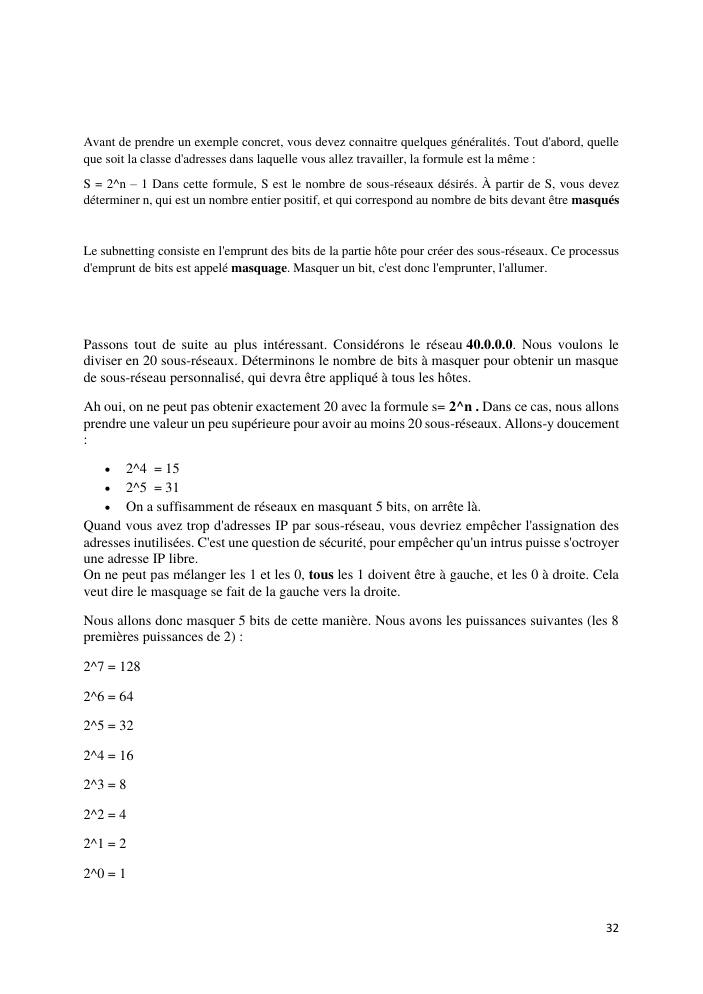 Avant de prendre un exemple concret, vous devez connaitre quelques généralités. Tout d'abord, quelle
que soit la classe d'adresses dans laquelle vous allez travailler, la formule est la même :
S = 2^n – 1 Dans cette formule, S est le nombre de sous-réseaux désirés. À partir de S, vous devez
déterminer n, qui est un nombre entier positif, et qui correspond au nombre de bits devant être masqués
Le subnetting consiste en l'emprunt des bits de la partie hôte pour créer des sous-réseaux. Ce processus
d'emprunt de bits est appelé masquage. Masquer un bit, c'est donc l'emprunter, l'allumer.
Passons tout de suite au plus intéressant. Considérons le réseau 40.0.0.0. Nous voulons le
diviser en 20 sous-réseaux. Déterminons le nombre de bits à masquer pour obtenir un masque
de sous-réseau personnalisé, qui devra être appliqué à tous les hôtes.
Ah oui, on ne peut pas obtenir exactement 20 avec la formule s= 2^n . Dans ce cas, nous allons
prendre une valeur un peu supérieure pour avoir au moins 20 sous-réseaux. Allons-y doucement
:
• 2^4 = 15
• 2^5 = 31
• On a suffisamment de réseaux en masquant 5 bits, on arrête là.
Quand vous avez trop d'adresses IP par sous-réseau, vous devriez empêcher l'assignation des
adresses inutilisées. C'est une question de sécurité, pour empêcher qu'un intrus puisse s'octroyer
une adresse IP libre.
On ne peut pas mélanger les 1 et les 0, tous les 1 doivent être à gauche, et les 0 à droite. Cela
veut dire le masquage se fait de la gauche vers la droite.
Nous allons donc masquer 5 bits de cette manière. Nous avons les puissances suivantes (les 8
premières puissances de 2) :
2^7 = 128
2^6 = 64
2^5 = 32
2^4 = 16
2^3 = 8
2^2 = 4
2^1 = 2
2^0 = 1
32